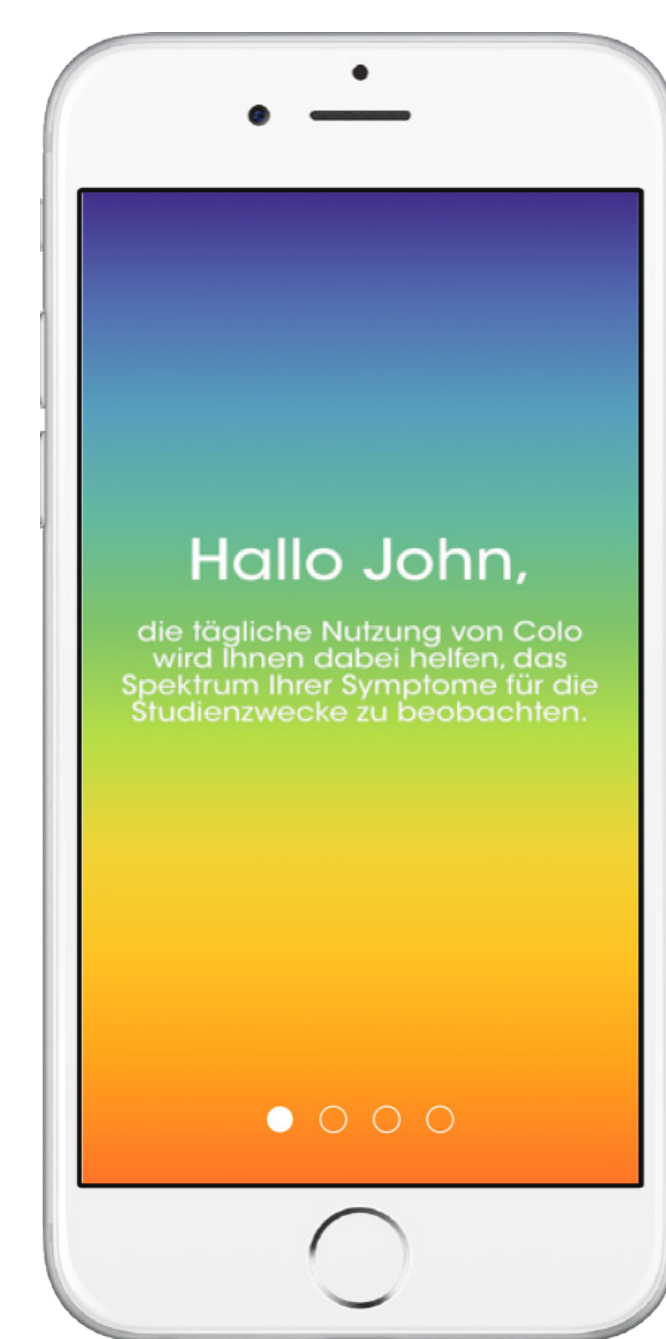 Hallo John,
die tägliche Nutzung von Colo
wird Ihnen dabei helfen, das
Spektrum Ihrer Symptome für die
Studienzwecke zu beobachten.